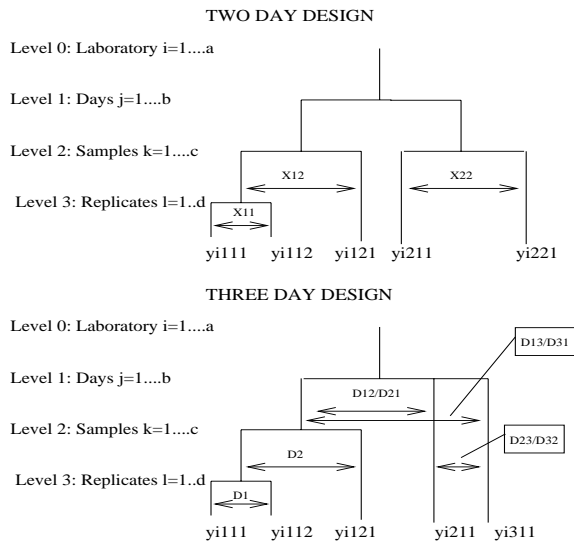 TWO DAY DESIGN
Level 0: Laboratory i=1....a
Level 1: Days j=1....b
Level 2: Samples k=1....c
X12
X22
Level 3: Replicates l=1..d
X11
yi111 yi112 yi121 yi211 yi221
THREE DAY DESIGN
Level 0: Laboratory i=1....a
D13/D31
Level 1: Days j=1....b
D12/D21
Level 2: Samples k=1....c
D23/D32
D2
Level 3: Replicates l=1..d
D1
yi111 yi112 yi121 yi211 yi311